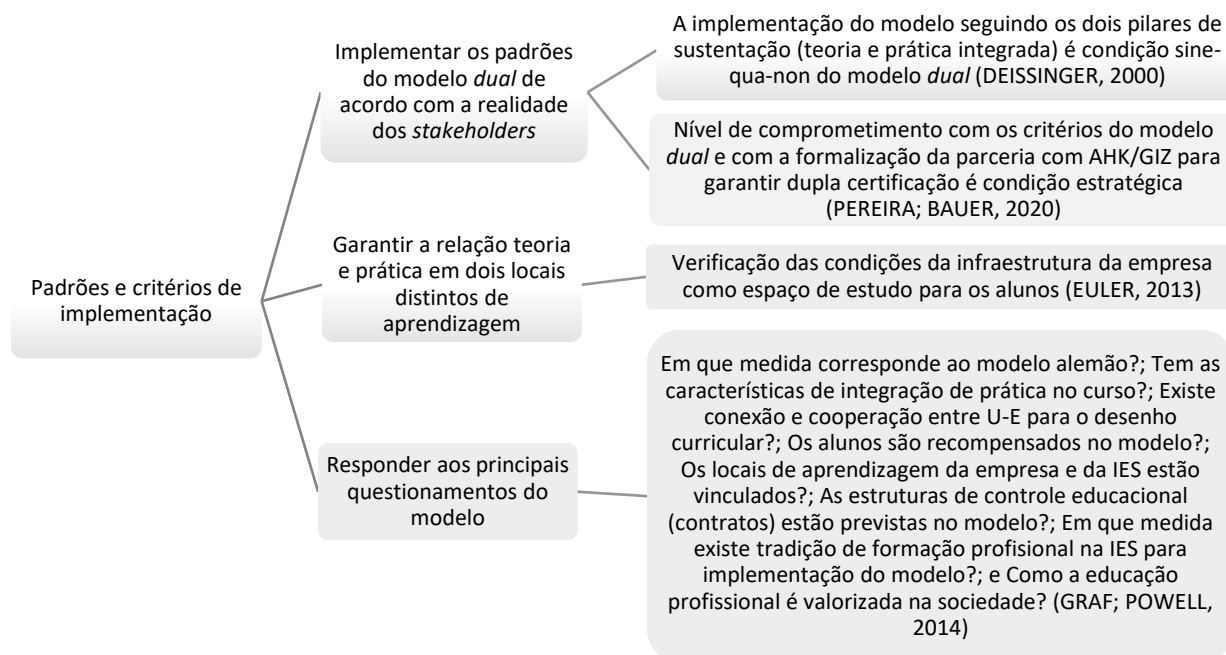 Padrões e critérios de
implementação
Implementar os padrões
do modelo dual de
acordo com a realidade
dos stakeholders
A implementação do modelo seguindo os dois pilares de
sustentação (teoria e prática integrada) é condição sine-
qua-non do modelo dual (DEISSINGER, 2000)
Nível de comprometimento com os critérios do modelo
dual e com a formalização da parceria com AHK/GIZ para
garantir dupla certificação é condição estratégica
(PEREIRA; BAUER, 2020)
Garantir a relação teoria
e prática em dois locais
distintos de
aprendizagem
Verificação das condições da infraestrutura da empresa
como espaço de estudo para os alunos (EULER, 2013)
Responder aos principais
questionamentos do
modelo
Em que medida corresponde ao modelo alemão?; Tem as
características de integração de prática no curso?; Existe
conexão e cooperação entre U-E para o desenho
curricular?; Os alunos são recompensados no modelo?;
Os locais de aprendizagem da empresa e da IES estão
vinculados?; As estruturas de controle educacional
(contratos) estão previstas no modelo?; Em que medida
existe tradição de formação profisional na IES para
implementação do modelo?; e Como a educação
profissional é valorizada na sociedade? (GRAF; POWELL,
2014)